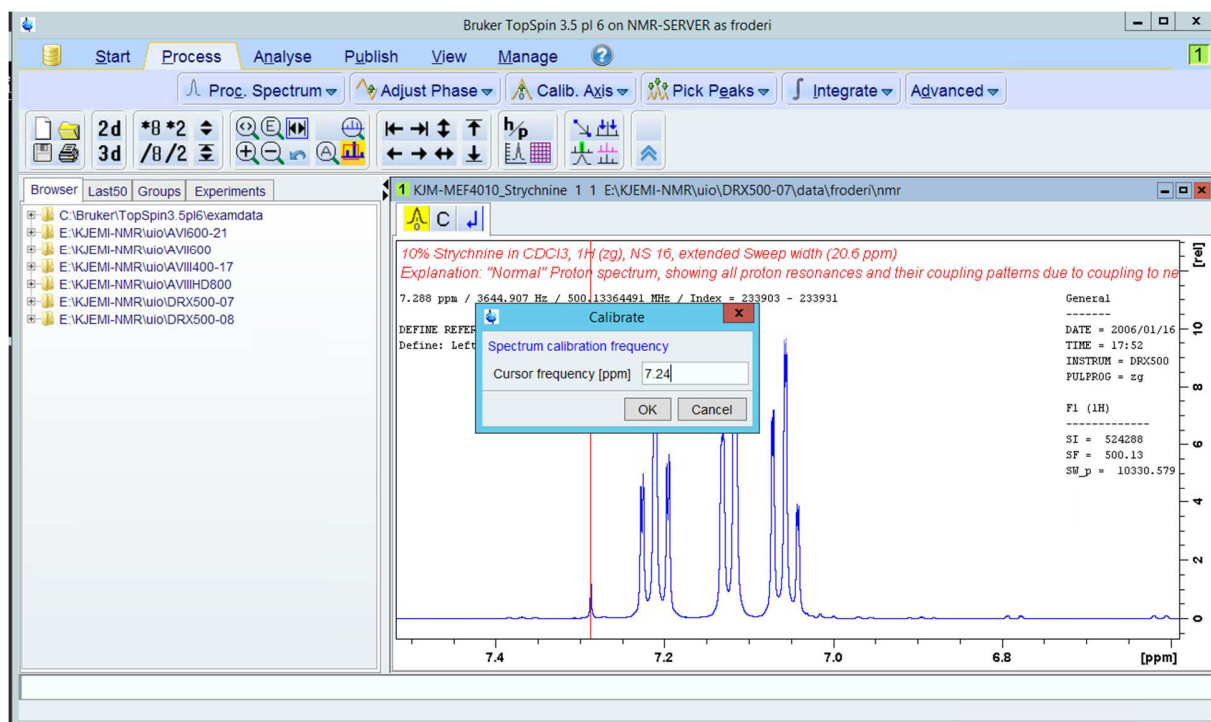 Bruker TopSpin 3.5 pl 6 on NMR-SERVER as froderi
Start Process Analyse Publish View Manage ? 1
Proc. Spectrum Adjust Phase Calib. Axis Pick Peaks Integrate Advanced
2d *8 *2 E h/p
3d /8 /2 A
Browser Last50 Groups Experiments
C:\Bruker\TopSpin3.5pl6\examdata
E:\KJEMI-NMR\uio\AVI600-21
E:\KJEMI-NMR\uio\AVII600
E:\KJEMI-NMR\uio\AVIII400-17
E:\KJEMI-NMR\uio\AVIIIHD800
E:\KJEMI-NMR\uio\DRX500-07
E:\KJEMI-NMR\uio\DRX500-08
1 KJM-MEF4010_Strychnine 1 1 E:\KJEMI-NMR\uio\DRX500-07\data\froderi\nmr
C
10% Strychnine in CDCl3, 1H (zg), NS 16, extended Sweep width (20.6 ppm)
Explanation: "Normal" Proton spectrum, showing all proton resonances and their coupling patterns due to coupling to ne
7.288 ppm / 3644.907 Hz / 500.13364491 MHz / Index = 233903 - 233931
DEFINE REFER
Define: Left
Calibrate
Spectrum calibration frequency
Cursor frequency [ppm] 7.24
OK Cancel
General
-------
DATE = 2006/01/16
TIME = 17:52
INSTRUM = DRX500
PULPROG = zg
F1 (1H)
-------------
SI = 524288
SF = 500.13
SW_p = 10330.579
[rel]
10
8
6
4
2
0
7.4 7.2 7.0 6.8 [ppm]